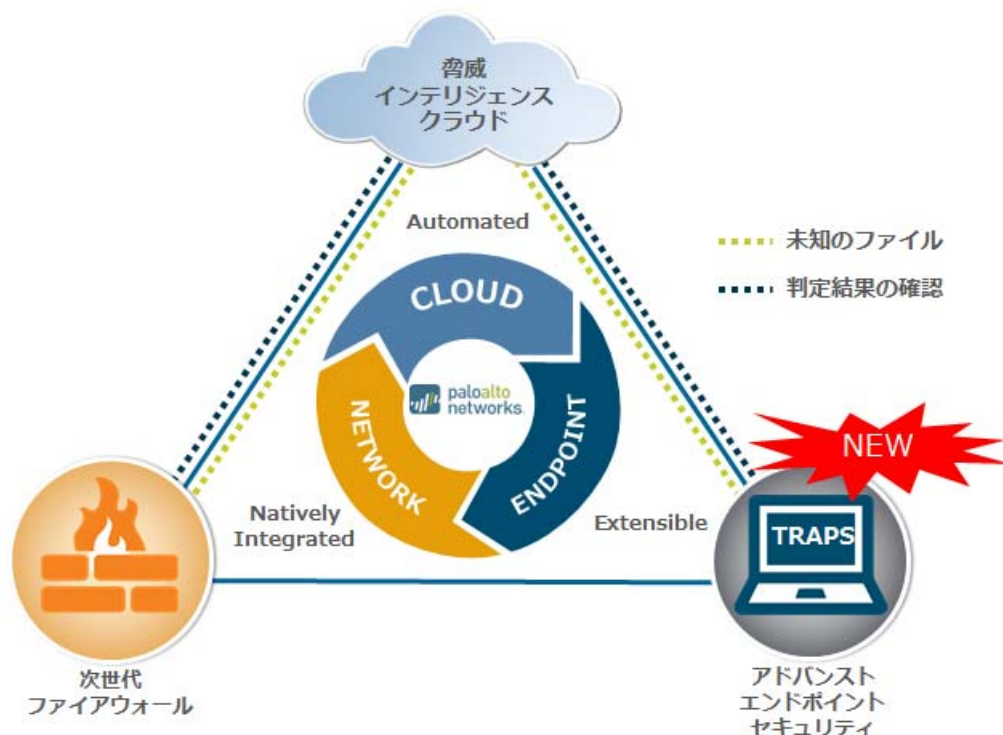 脅威
インテリジェンス
クラウド
Automated
未知のファイル
判定結果の確認
CLOUD
paloalto
networks.
NETWORK
ENDPOINT
NEW
Natively
Integrated
Extensible
TRAPS
次世代
ファイアウォール
アドバンスト
エンドポイント
セキュリティ